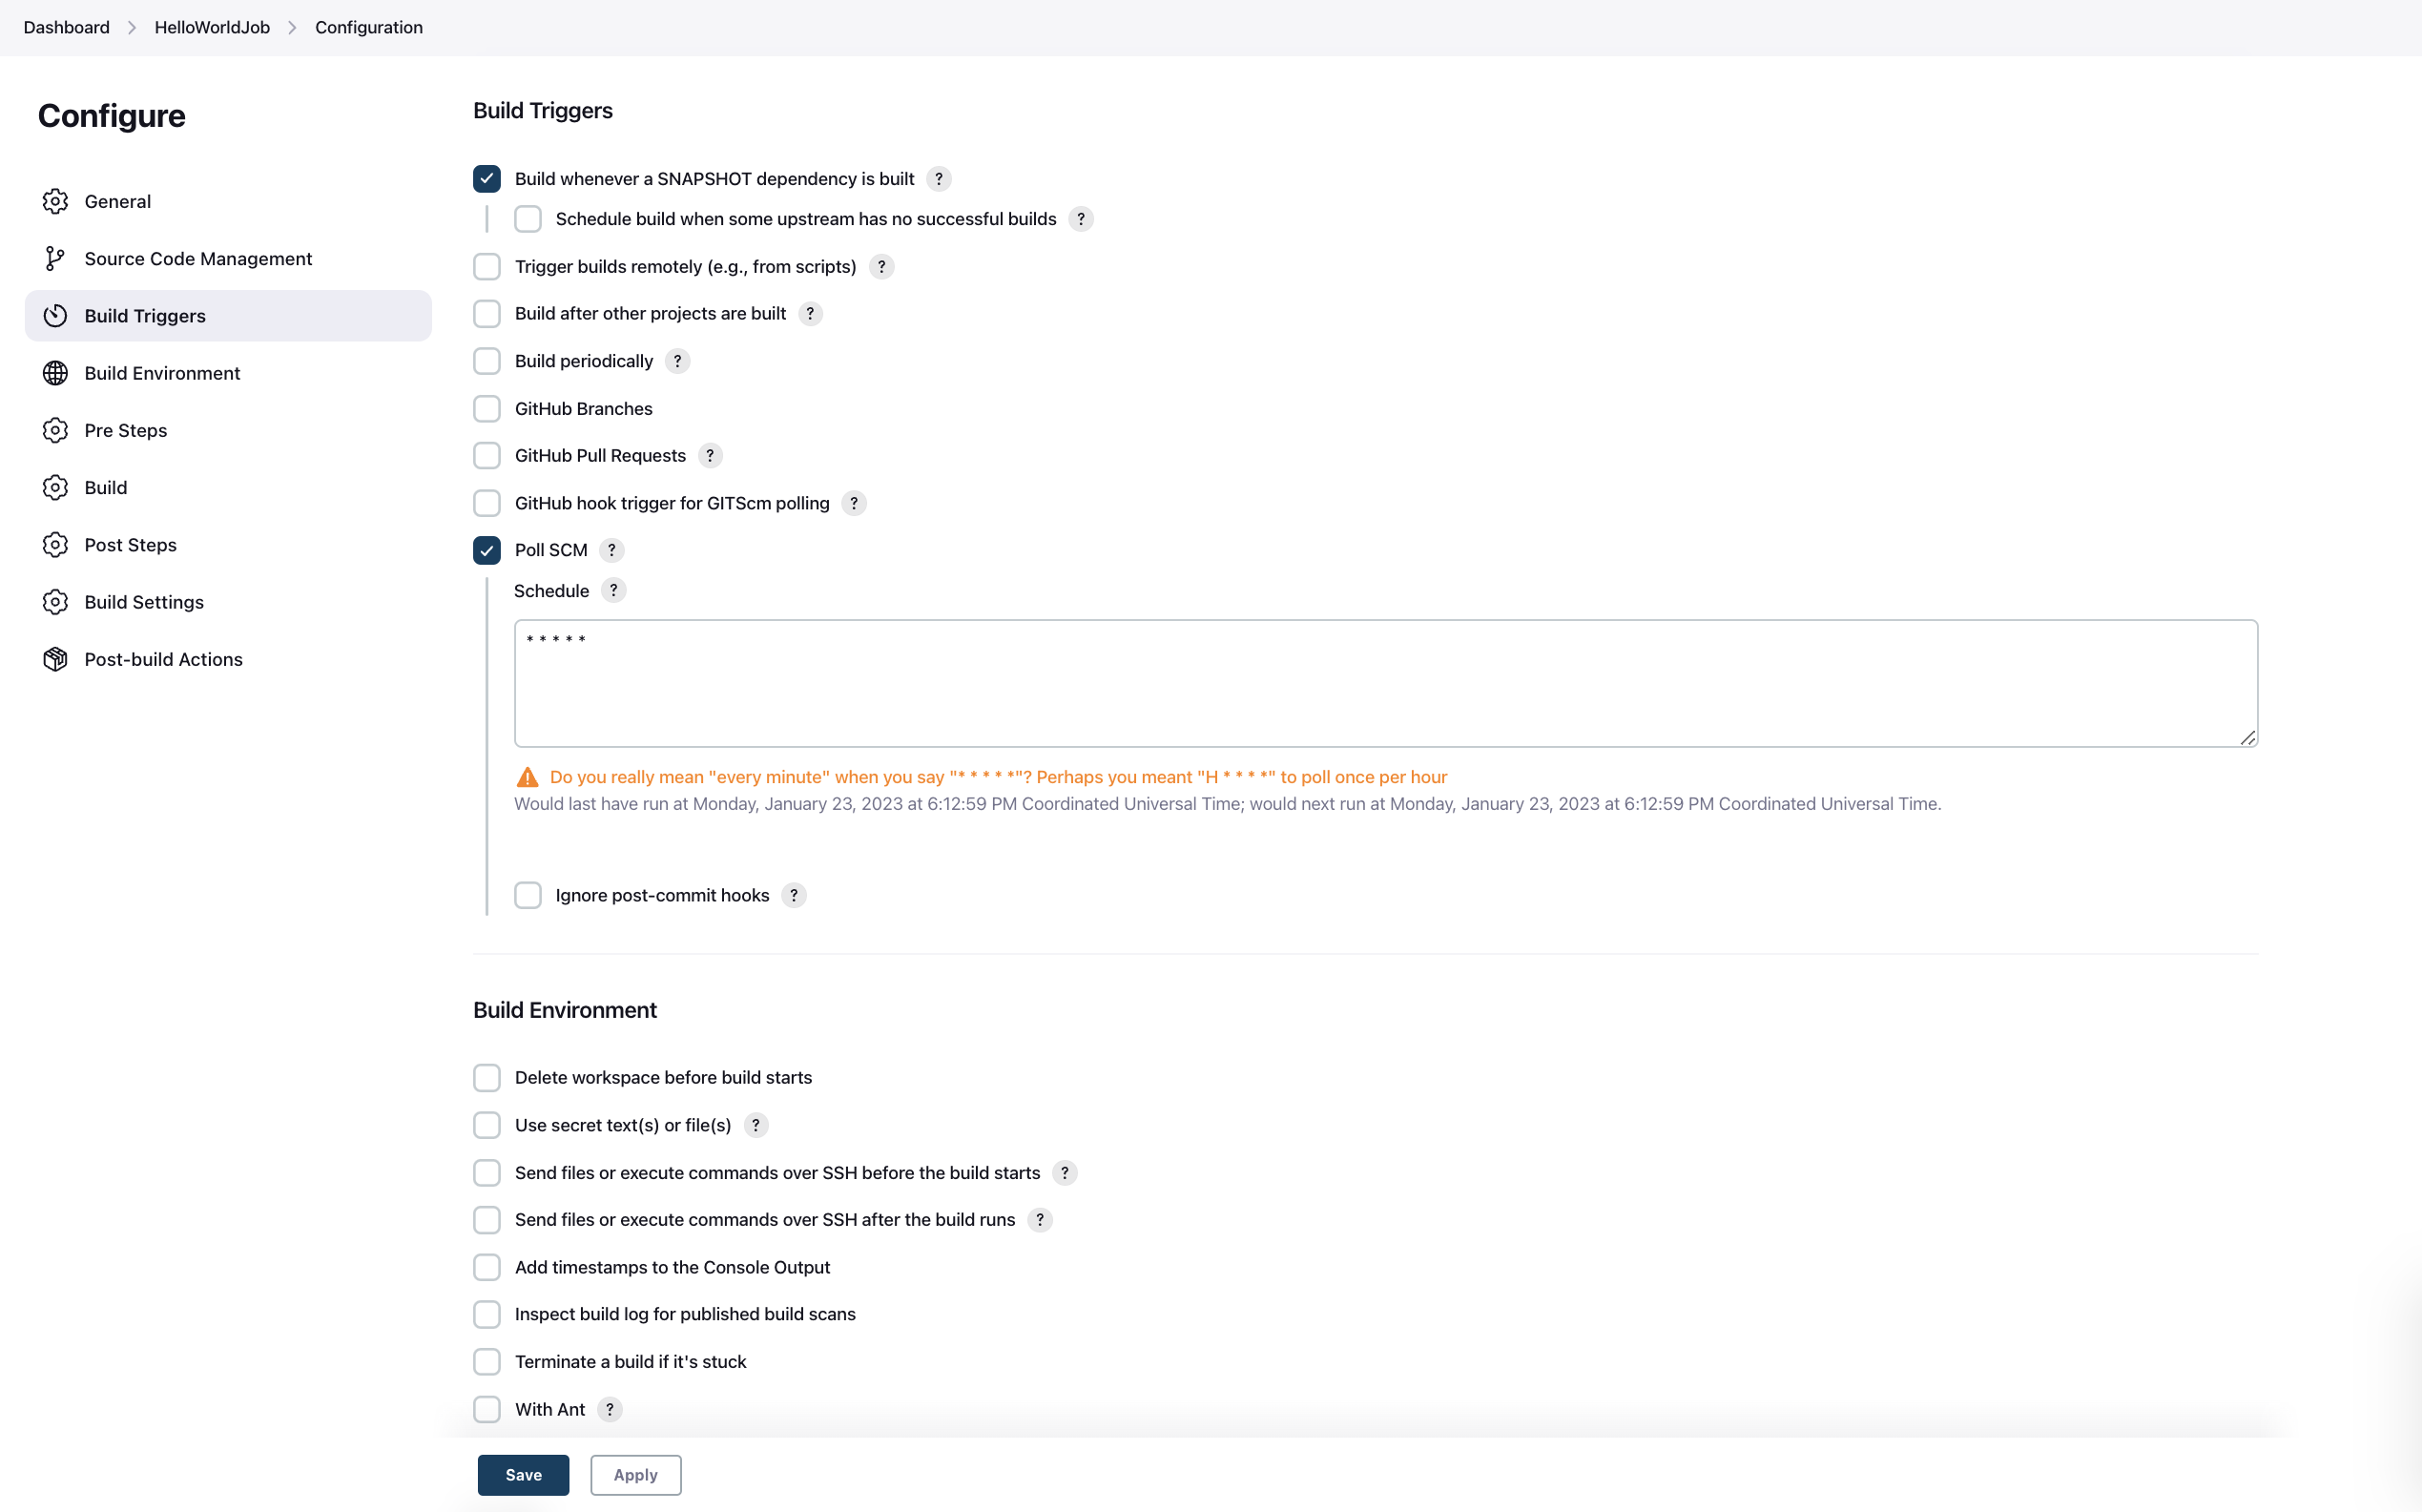 Dashboard > HelloWorldJob > Configuration
Configure
General
Source Code Management
Build Triggers
Build Environment
Pre Steps
Build
Post Steps
Build Settings
Post-build Actions
Build Triggers
Build whenever a SNAPSHOT dependency is built ?
Schedule build when some upstream has no successful builds ?
Trigger builds remotely (e.g., from scripts) ?
Build after other projects are built ?
Build periodically ?
GitHub Branches
GitHub Pull Requests ?
GitHub hook trigger for GITScm polling ?
Poll SCM ?
Schedule ?
* * * * *
Do you really mean "every minute" when you say "* * * * *"? Perhaps you meant "H * * * *" to poll once per hour
Would last have run at Monday, January 23, 2023 at 6:12:59 PM Coordinated Universal Time; would next run at Monday, January 23, 2023 at 6:12:59 PM Coordinated Universal Time.
Ignore post-commit hooks ?
Build Environment
Delete workspace before build starts
Use secret text(s) or file(s) ?
Send files or execute commands over SSH before the build starts ?
Send files or execute commands over SSH after the build runs ?
Add timestamps to the Console Output
Inspect build log for published build scans
Terminate a build if it's stuck
With Ant ?
Save Apply